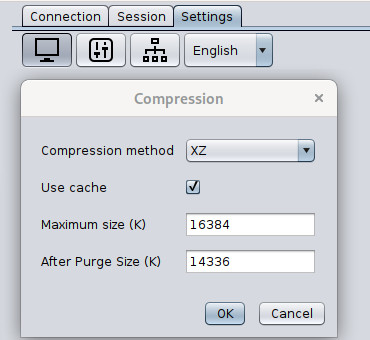 Connection Session Settings
English
Compression
Compression method XZ
Use cache
Maximum size (K) 16384
After Purge Size (K) 14336
OK Cancel